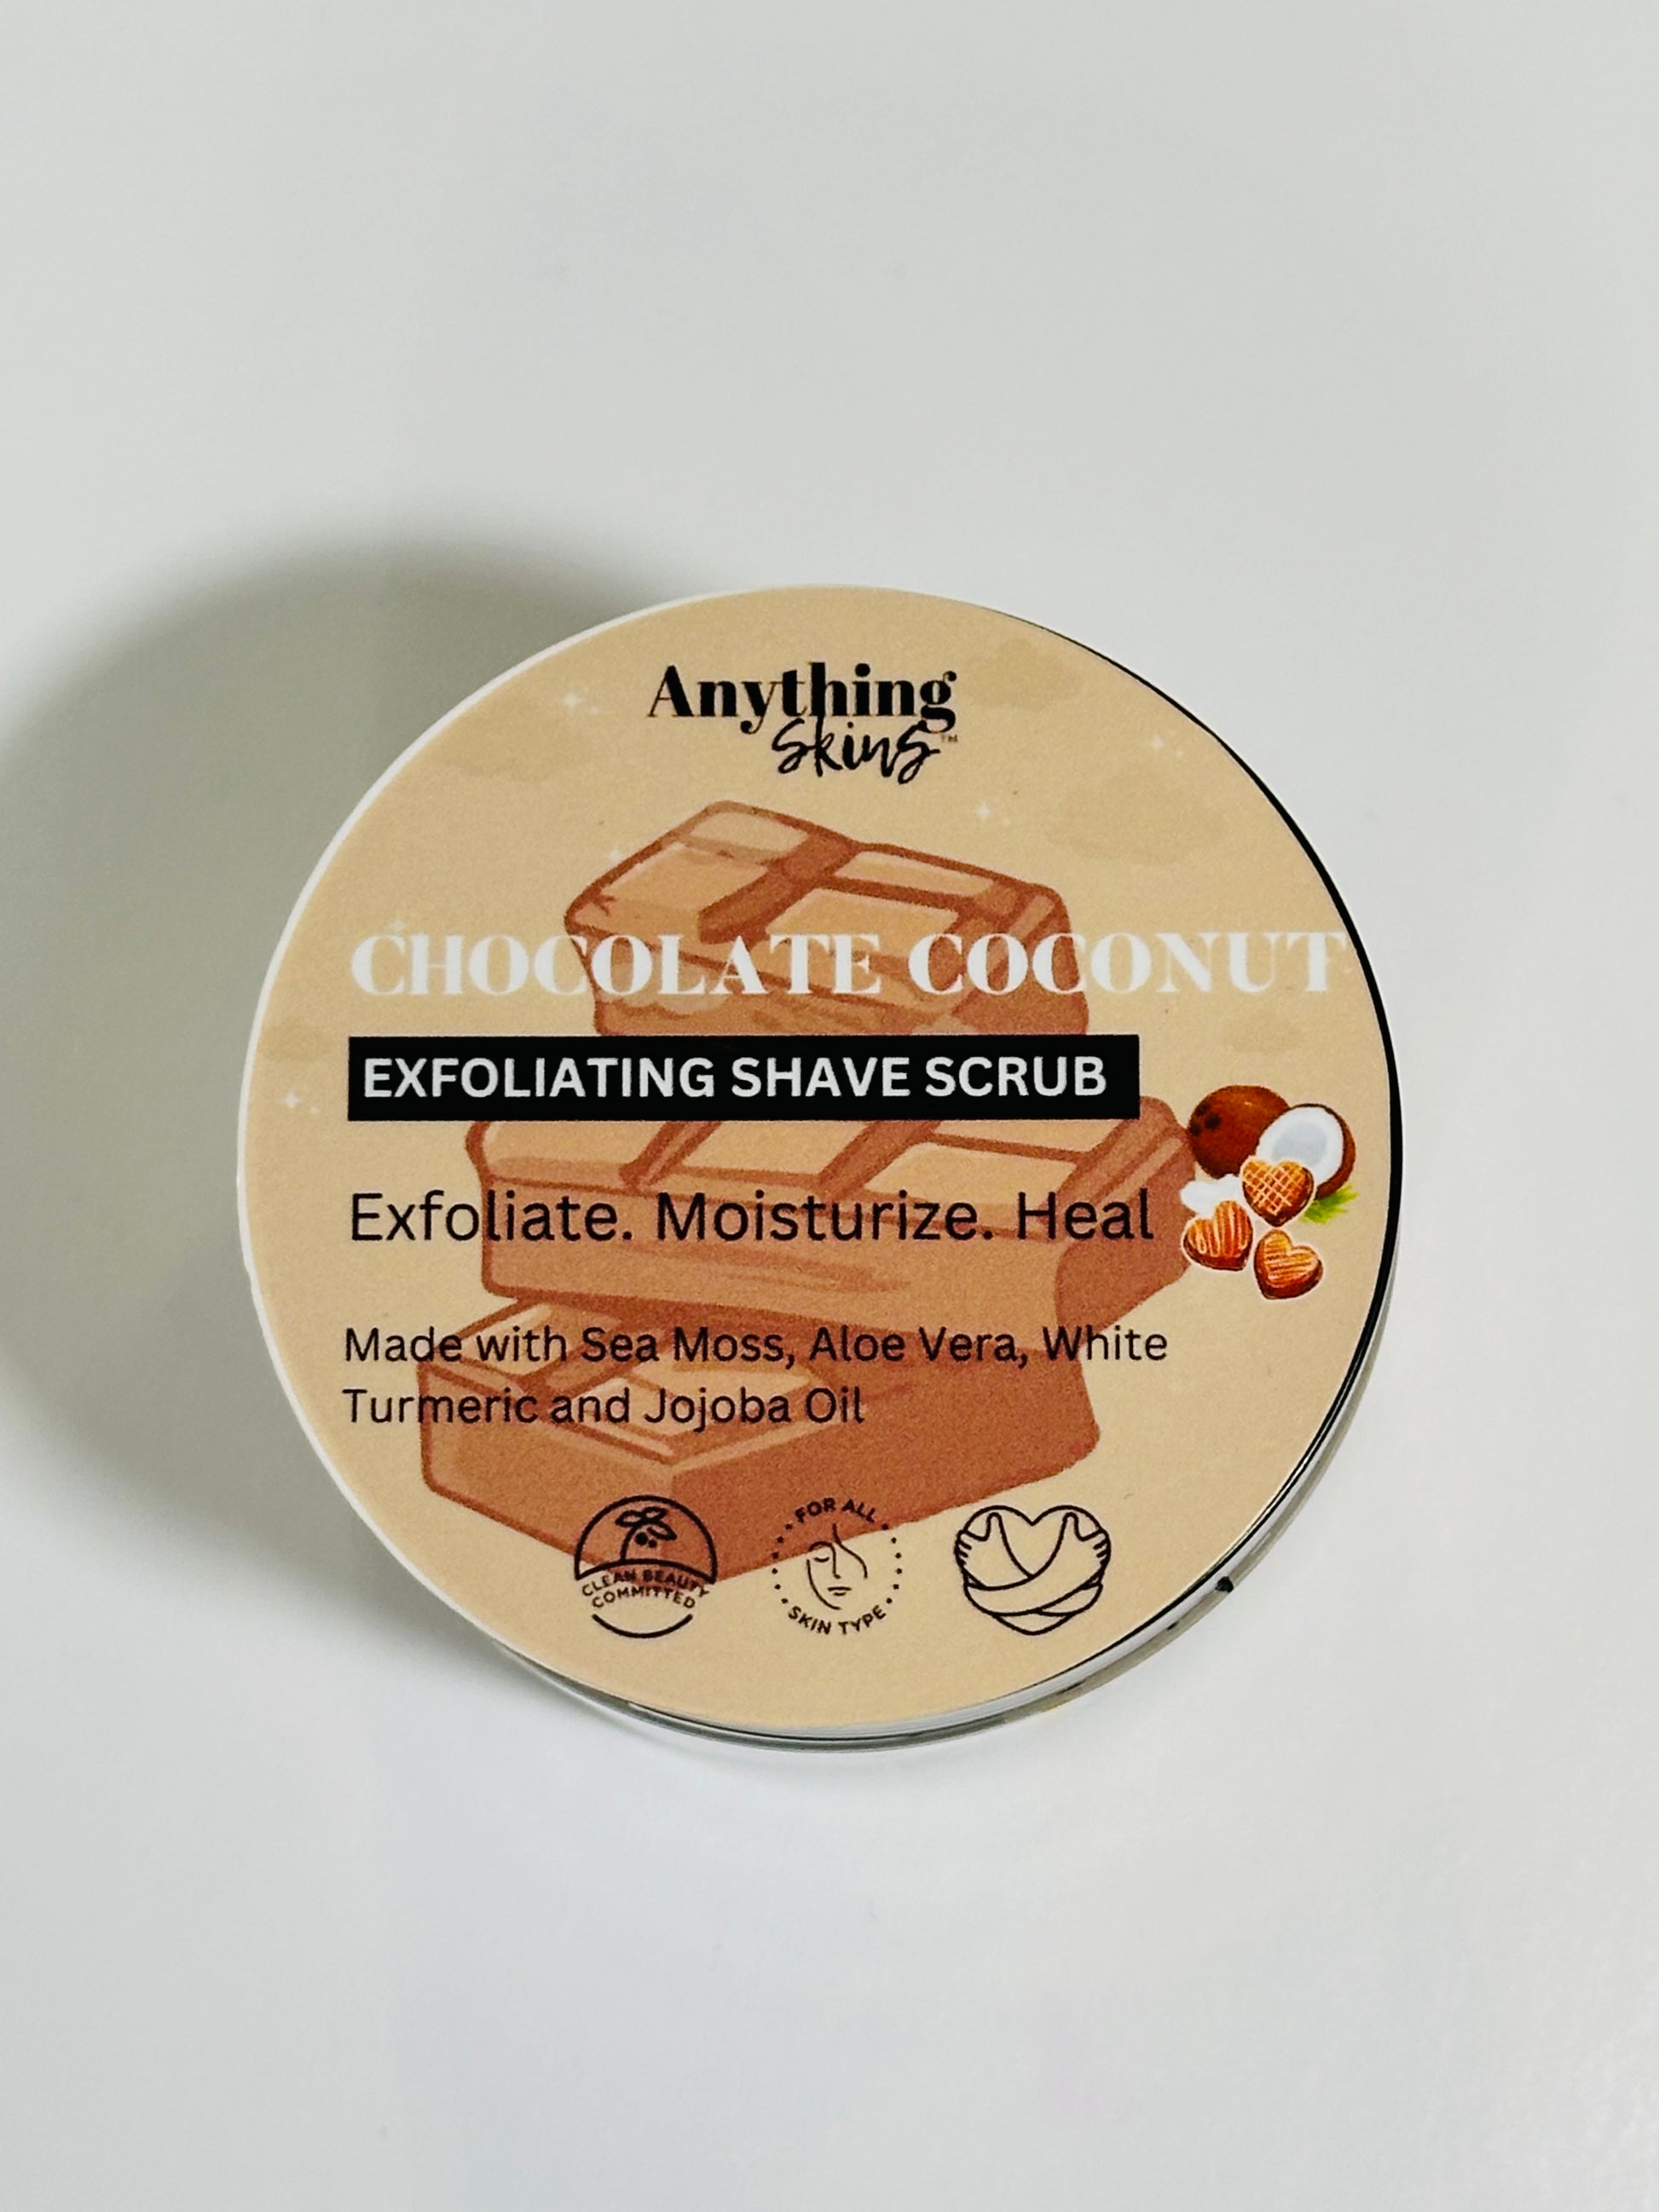 Anything
Skins™
CHOCOLATE COCONUT
EXFOLIATING SHAVE SCRUB
Exfoliate. Moisturize. Heal
Made with Sea Moss, Aloe Vera, White
Turmeric and Jojoba Oil
CLEAN BEAUTY
COMMITTED
FOR ALL
SKIN TYPE